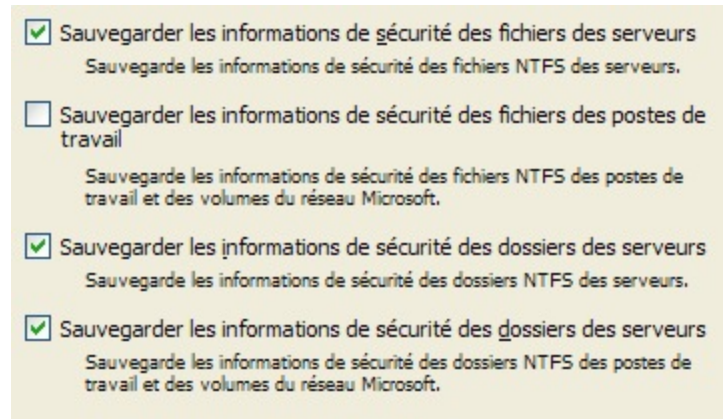 Sauvegarder les informations de sécurité des fichiers des serveurs
Sauvegarde les informations de sécurité des fichiers NTFS des serveurs.
Sauvegarder les informations de sécurité des fichiers des postes de
travail
Sauvegarde les informations de sécurité des fichiers NTFS des postes de
travail et des volumes du réseau Microsoft.
Sauvegarder les informations de sécurité des dossiers des serveurs
Sauvegarde les informations de sécurité des dossiers NTFS des serveurs.
Sauvegarder les informations de sécurité des dossiers des serveurs
Sauvegarde les informations de sécurité des dossiers NTFS des postes de
travail et des volumes du réseau Microsoft.